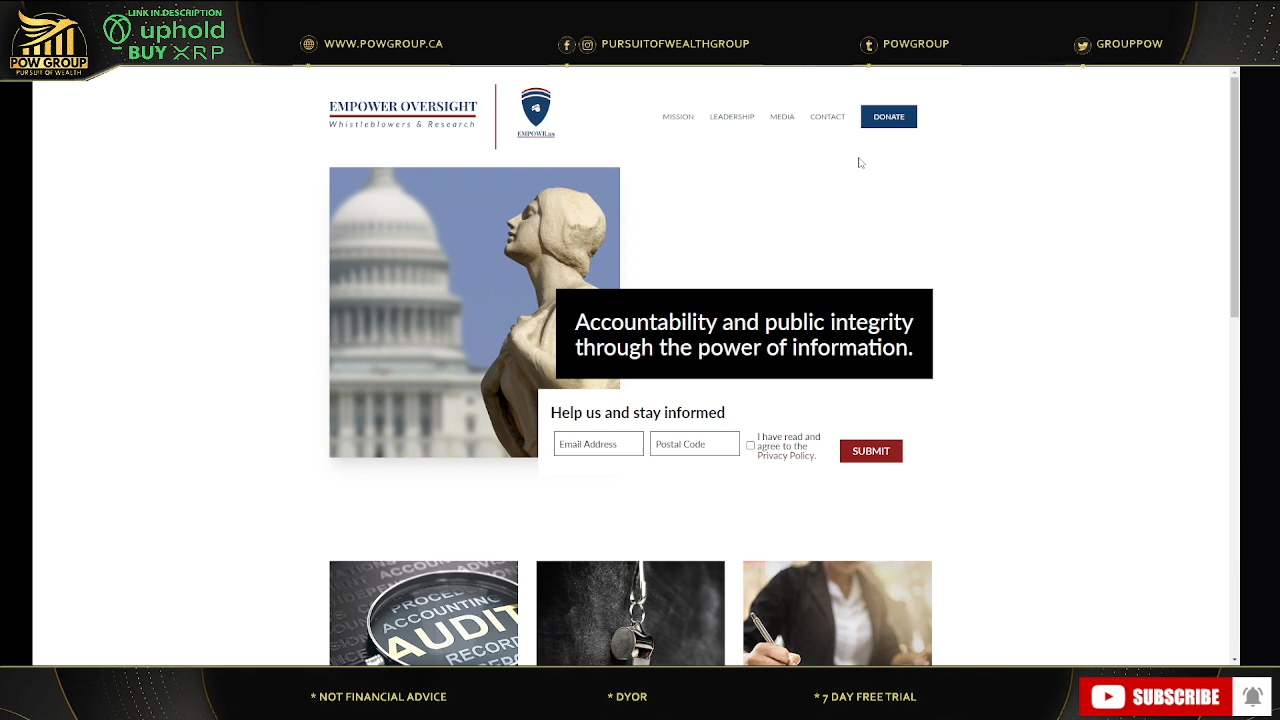 LINK IN DESCRIPTION
uphold
BUY XRP
POW GROUP
PURSUIT OF WEALTH
WWW.POWGROUP.CA
PURSUITOFWEALTHGROUP
POWGROUP
GROUPPOW
EMPOWER OVERSIGHT
Whistleblowers & Research
EMPOWR.us
MISSION
LEADERSHIP
MEDIA
CONTACT
DONATE
Accountability and public integrity
through the power of information.
Help us and stay informed
Email Address
Postal Code
I have read and
agree to the
Privacy Policy.
SUBMIT
ACCOUNTING
AUDIT
RECOR
* NOT FINANCIAL ADVICE
* DYOR
* 7 DAY FREE TRIAL
SUBSCRIBE